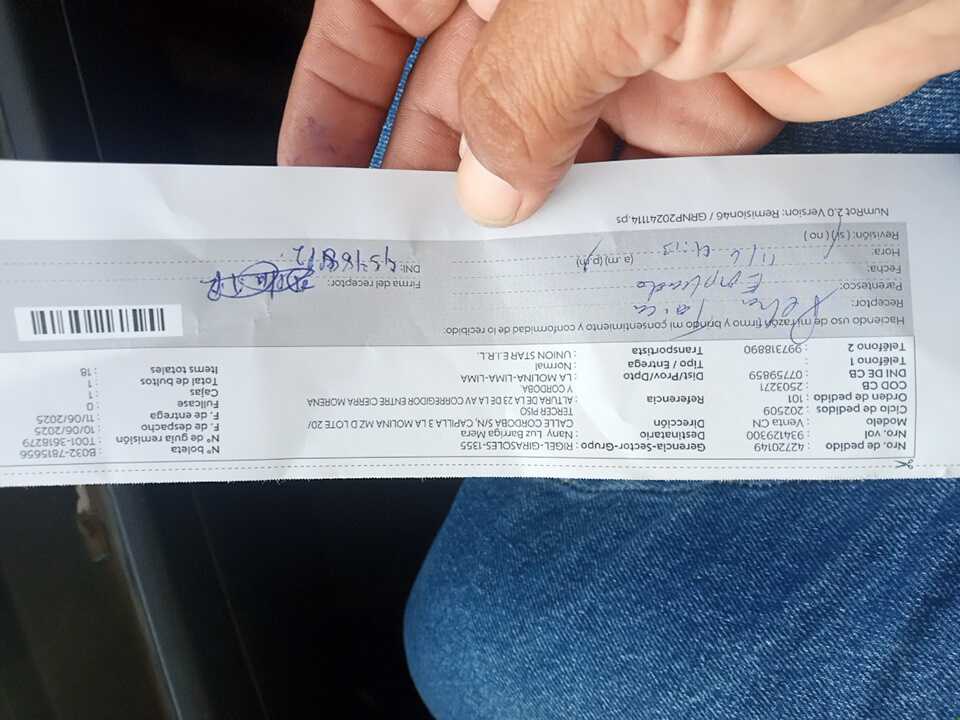 Nro. de pedido : 42720149 Gerencia-Sector-Grupo : RIGEL-GIRASOLES-1555 N° boleta : B032-7815656
Nro. vol : 934129300 Destinatario : Nany Luz Barriga Mera N° de guía remisión : T001-3618279
Modelo : Venta CN Dirección : CALLE CORDOBA S/N, CAPILLA 3 LA MOLINA MZ D LOTE 20/ F. de despacho : 10/06/2025
Ciclo de pedidos : 202509 TERCER PISO F. de entrega : 11/06/2025
Orden de pedido : 101 Referencia : ALTURA DE LA 23 DE LA AV CORREGIDOR ENTRE CIERRA MORENA Fullcase : 0
COD CB : 2503271 Y CORDOBA, Cajas : 1
DNI DE CB : 077598859 Dist/Prov/Dpto : LA MOLINA-LIMA-LIMA Total de bultos : 1
Teléfono 1 : Tipo / Entrega : Normal Items totales : 18
Teléfono 2 : 997318890 Transportista : UNION STAR E.I.R.L.
Haciendo uso de mi razón firmo y brindo mi consentimiento y conformidad de lo recibido:
Receptor:
Parentesco: Empleado Firma del receptor:
Fecha: DNI:
Hora: (a.m)(p.m)
Revisión: ( si) ( no )
NumRot 2.0 Version: Remision46 / GRNP20241114.ps